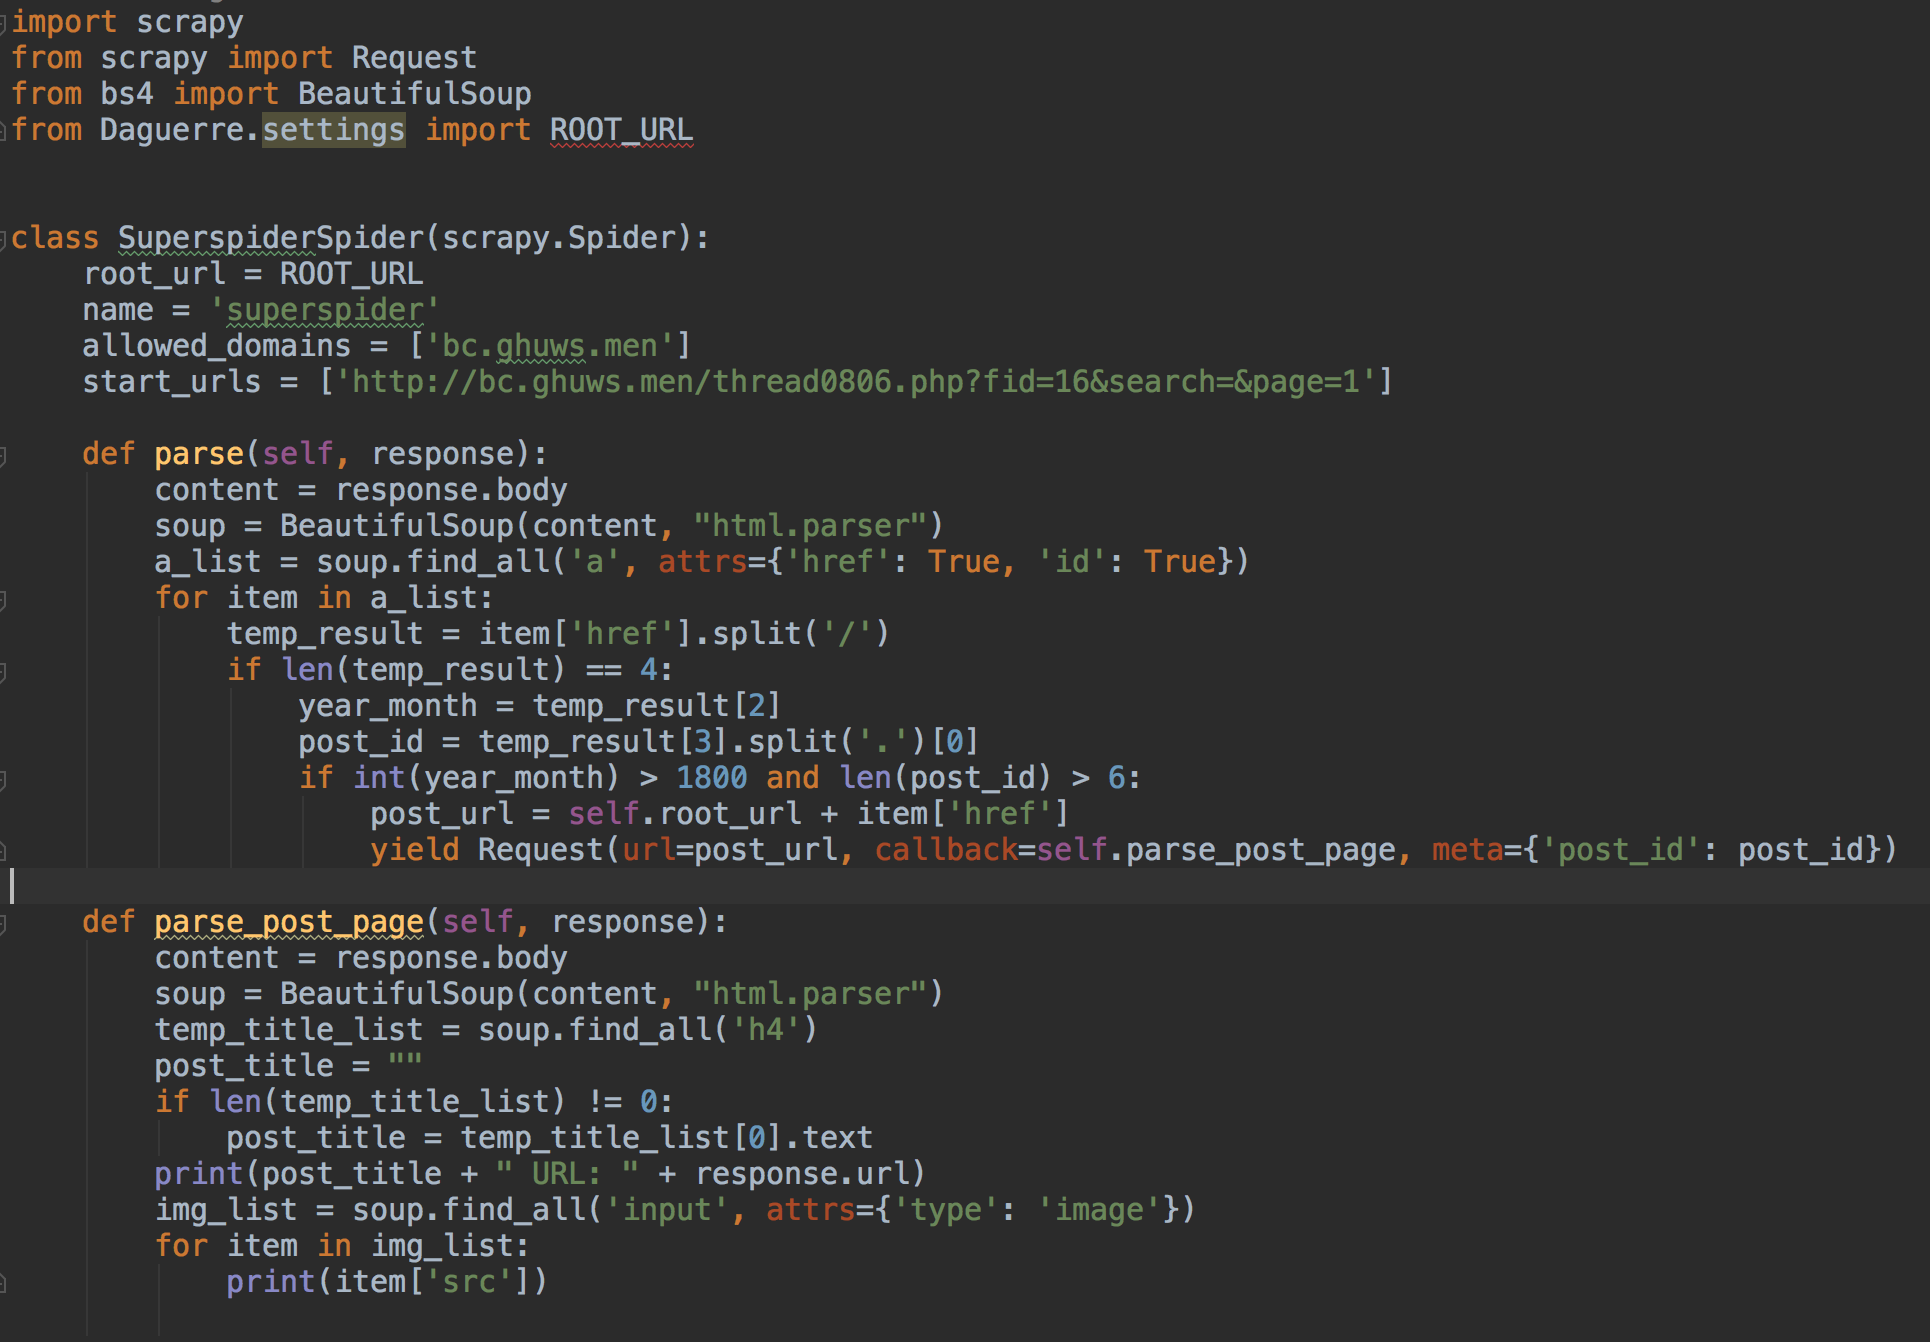 import scrapy
from scrapy import Request
from bs4 import BeautifulSoup
from Daguerre.settings import ROOT_URL


class SuperspiderSpider(scrapy.Spider):
    root_url = ROOT_URL
    name = 'superspider'
    allowed_domains = ['bc.ghuws.men']
    start_urls = ['http://bc.ghuws.men/thread0806.php?fid=16&search=&page=1']

    def parse(self, response):
        content = response.body
        soup = BeautifulSoup(content, "html.parser")
        a_list = soup.find_all('a', attrs={'href': True, 'id': True})
        for item in a_list:
            temp_result = item['href'].split('/')
            if len(temp_result) == 4:
                year_month = temp_result[2]
                post_id = temp_result[3].split('.')[0]
                if int(year_month) > 1800 and len(post_id) > 6:
                    post_url = self.root_url + item['href']
                    yield Request(url=post_url, callback=self.parse_post_page, meta={'post_id': post_id})

    def parse_post_page(self, response):
        content = response.body
        soup = BeautifulSoup(content, "html.parser")
        temp_title_list = soup.find_all('h4')
        post_title = ""
        if len(temp_title_list) != 0:
            post_title = temp_title_list[0].text
        print(post_title + " URL: " + response.url)
        img_list = soup.find_all('input', attrs={'type': 'image'})
        for item in img_list:
            print(item['src'])